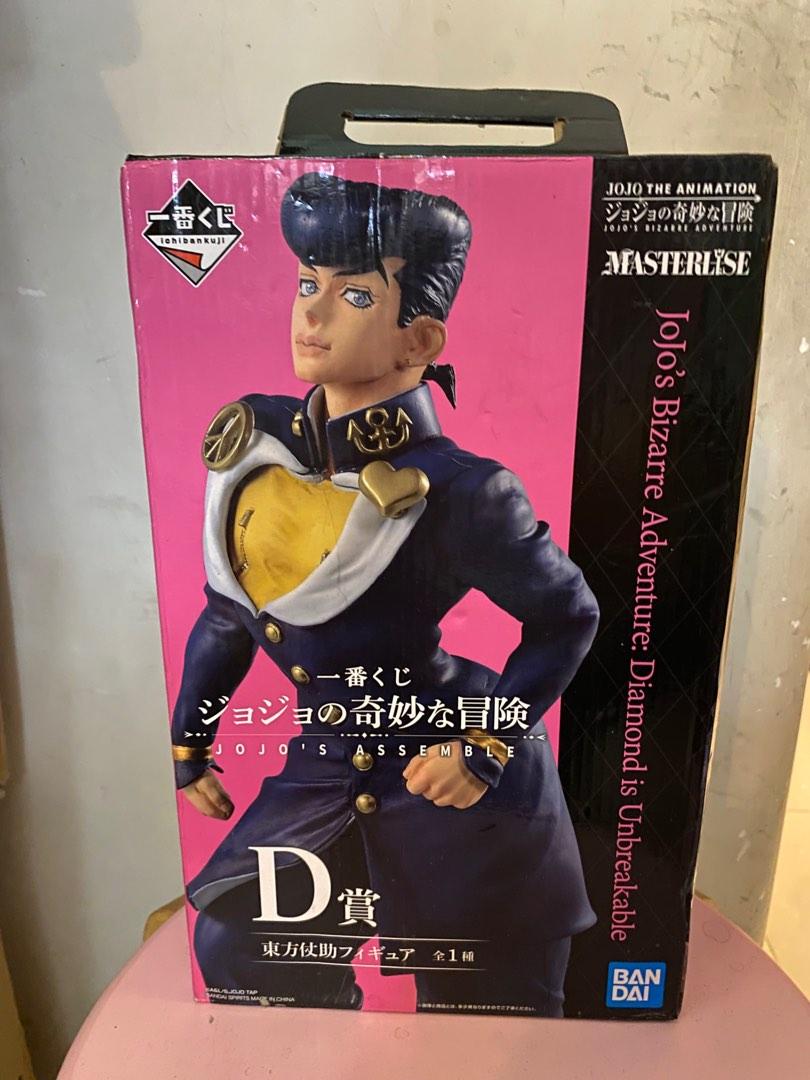 一番くじ
ichibankuji
JOJO THE ANIMATION
ジョジョの奇妙な冒険
JOJO'S BIZARRE ADVENTURE
MASTERLISE
JoJo's Bizarre Adventure: Diamond is Unbreakable
一番くじ
ジョジョの奇妙な冒険
JOJO'S ASSEMBLE
D賞
東方仗助フィギュア 全1種
©A&L/S,JOJO TAP
BANDAI SPIRITS MADE IN CHINA
BAN
DAI